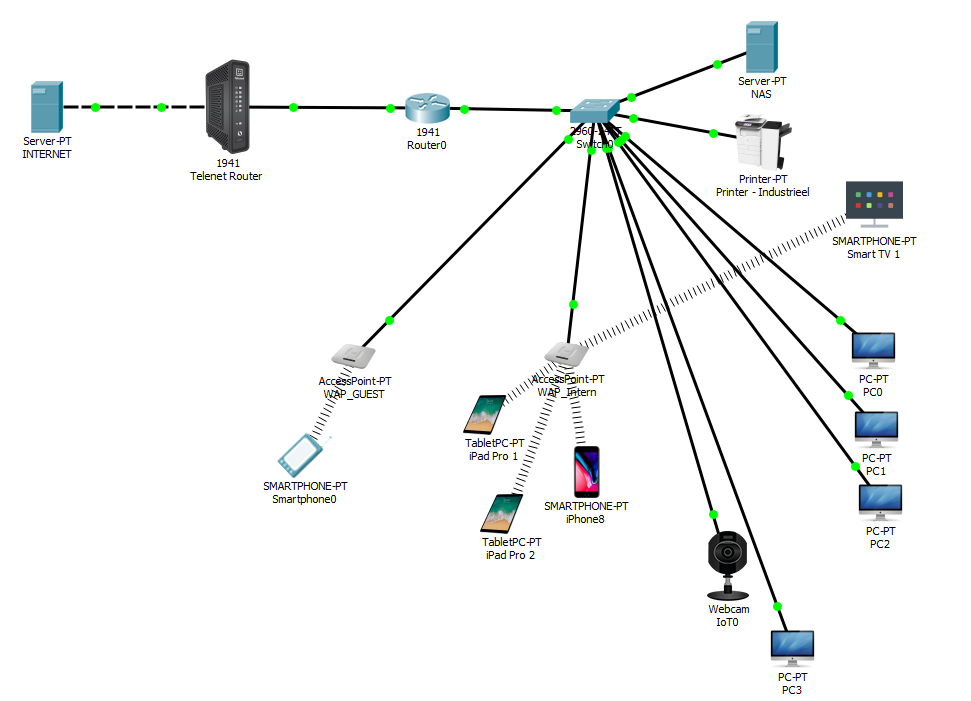 Server-PT
NAS
Server-PT
INTERNET
1941
Telenet Router
1941
Router0
2960-24TT
Switch0
Printer-PT
Printer - Industrieel
SMARTPHONE-PT
Smart TV 1
AccessPoint-PT
WAP_GUEST
AccessPoint-PT
WAP_Intern
PC-PT
PC0
TabletPC-PT
iPad Pro 1
PC-PT
PC1
SMARTPHONE-PT
Smartphone0
SMARTPHONE-PT
iPhone8
TabletPC-PT
iPad Pro 2
PC-PT
PC2
Webcam
IoT0
PC-PT
PC3